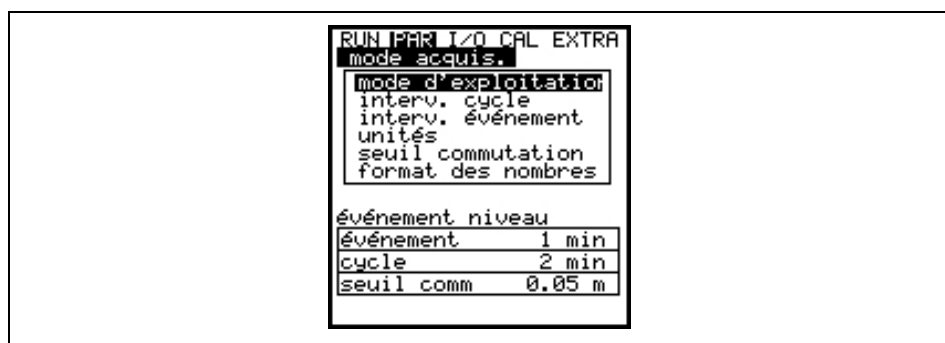 RUN PAR I/O CAL EXTRA
mode acquis.
mode d'exploitation
interv. cycle
interv. événement
unités
seuil commutation
format des nombres
événement niveau
événement 1 min
cycle 2 min
seuil comm 0.05 m